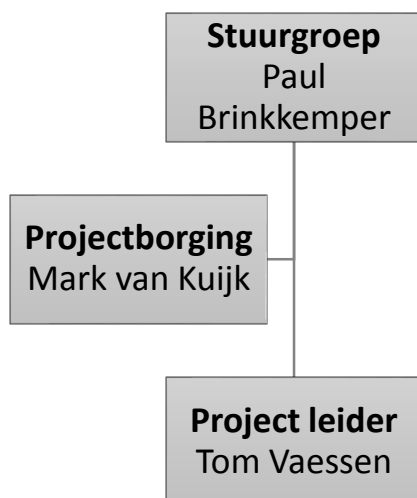 Stuurgroep
Paul
Brinkkemper
Projectborging
Mark van Kuijk
Project leider
Tom Vaessen